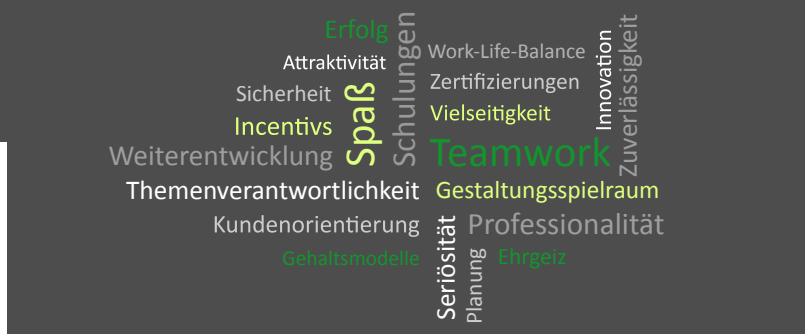 Erfolg
Attraktivität
Sicherheit
Incentivs
Weiterentwicklung
Spaß
Schulungen
Work-Life-Balance
Zertifizierungen
Vielseitigkeit
Innovation
Zuverlässigkeit
Teamwork
Themenverantwortlichkeit
Gestaltungsspielraum
Kundenorientierung
Seriösität
Professionalität
Gehaltsmodelle
Planung
Ehrgeiz